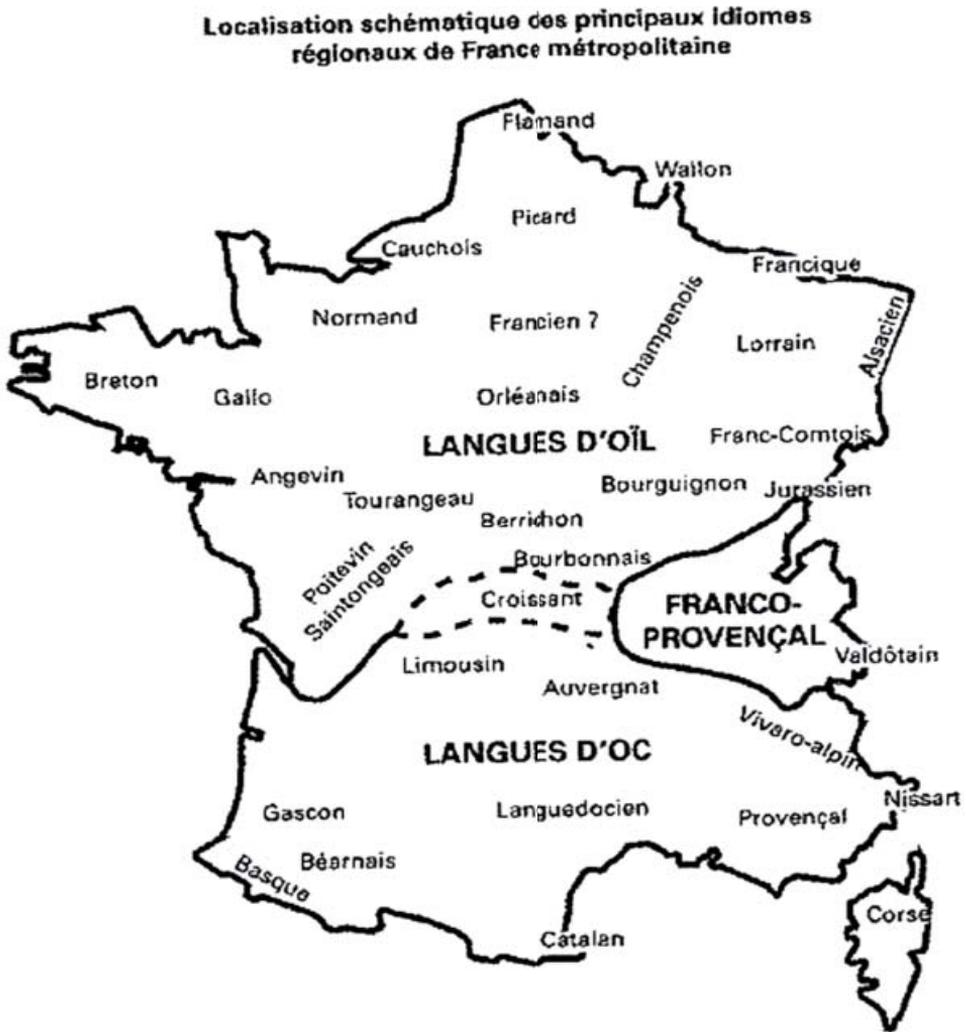 Localisation schématique des principaux idiomes
régionaux de France métropolitaine
Flamand
Wallon
Picard
Cauchois
Francique
Normand
Francien ?
Champenois
Lorrain
Alsacien
Breton
Gallo
Orléanais
LANGUES D'OÏL
Franc-Comtois
Angevin
Tourangeau
Bourguignon
Jurassien
Berrichon
Poitevin
Saintongeais
Bourbonnais
Croissant
FRANCO-
PROVENÇAL
Limousin
Valdôtain
Auvergnat
Vivaro-alpin
LANGUES D'OC
Nissart
Gascon
Languedocien
Provençal
Béarnais
Basque
Catalan
Corse